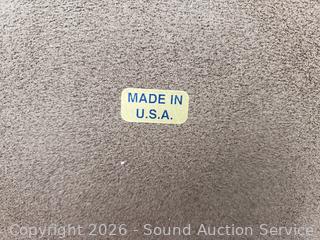 MADE IN
U.S.A.
Copyright 2026 - Sound Auction Service